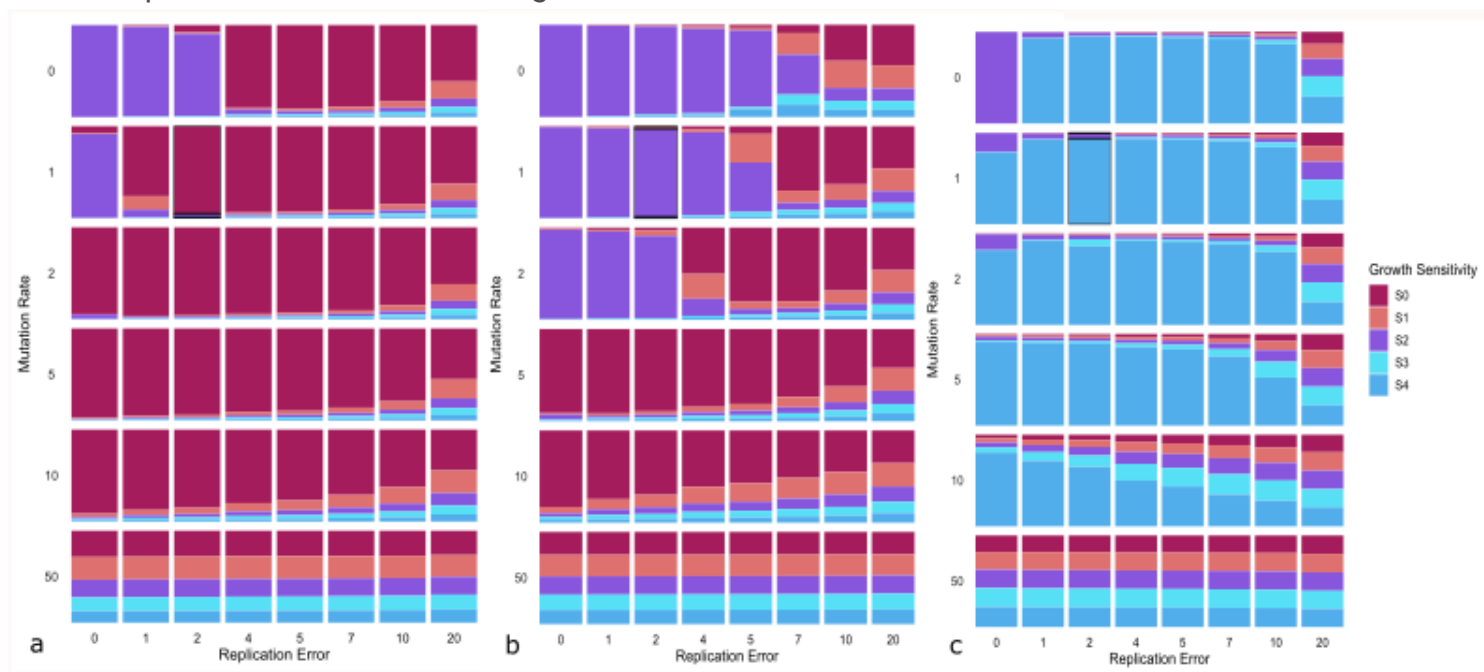 0
1
2
5
10
50
Mutation Rate
0 1 2 4 5 7 10 20
Replication Error
a
0
1
2
5
10
50
Mutation Rate
0 1 2 4 5 7 10 20
Replication Error
b
0
1
2
5
10
50
Mutation Rate
0 1 2 4 5 7 10 20
Replication Error
c
Growth Sensitivity
S0
S1
S2
S3
S4